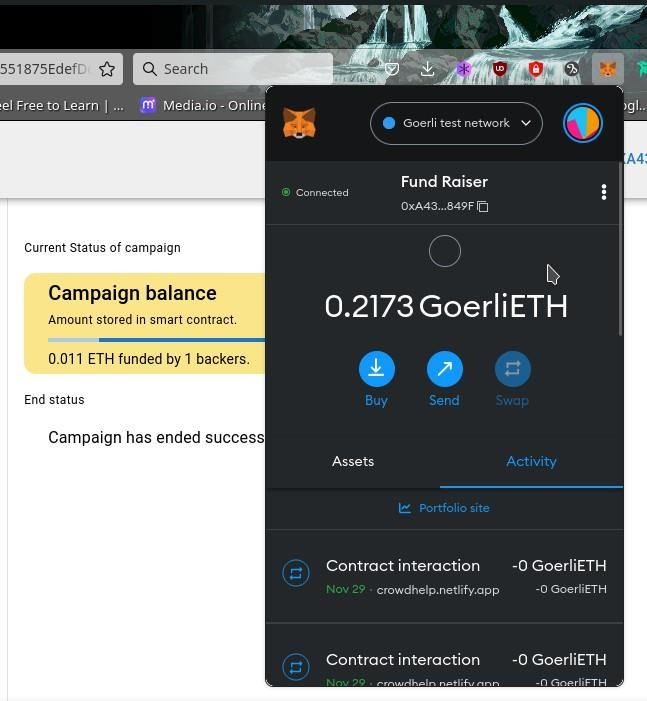 551875EdefD
Search
eel Free to Learn | ...
Media.io - Online
ogl..
Goerli test network
KA43
Connected
Fund Raiser
0xA43...849F
Current Status of campaign
Campaign balance
Amount stored in smart contract.
0.011 ETH funded by 1 backers.
End status
Campaign has ended success
0.2173 GoerliETH
Buy
Send
Swap
Assets
Activity
Portfolio site
Contract interaction
-0 GoerliETH
Nov 29 · crowdhelp.netlify.app
-0 GoerliETH
Contract interaction
-0 GoerliETH
Nov 29 · crowdhelp.netlify.app
-0 GoerliETH